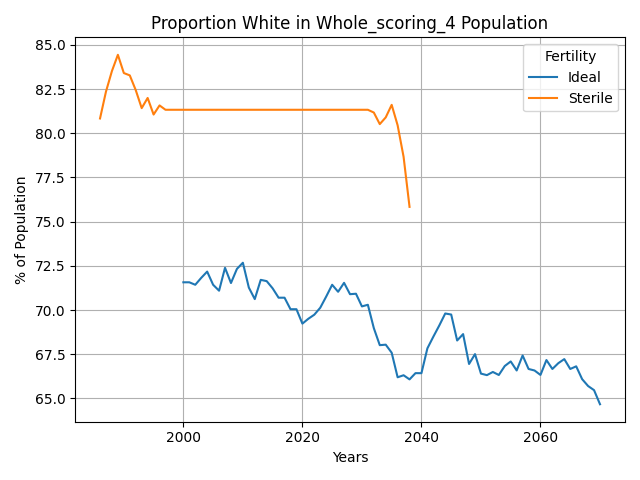 Proportion White in Whole_scoring_4 Population
85.0
82.5
80.0
77.5
75.0
72.5
70.0
67.5
65.0
% of Population
Fertility
Ideal
Sterile
2000
2020
2040
2060
Years